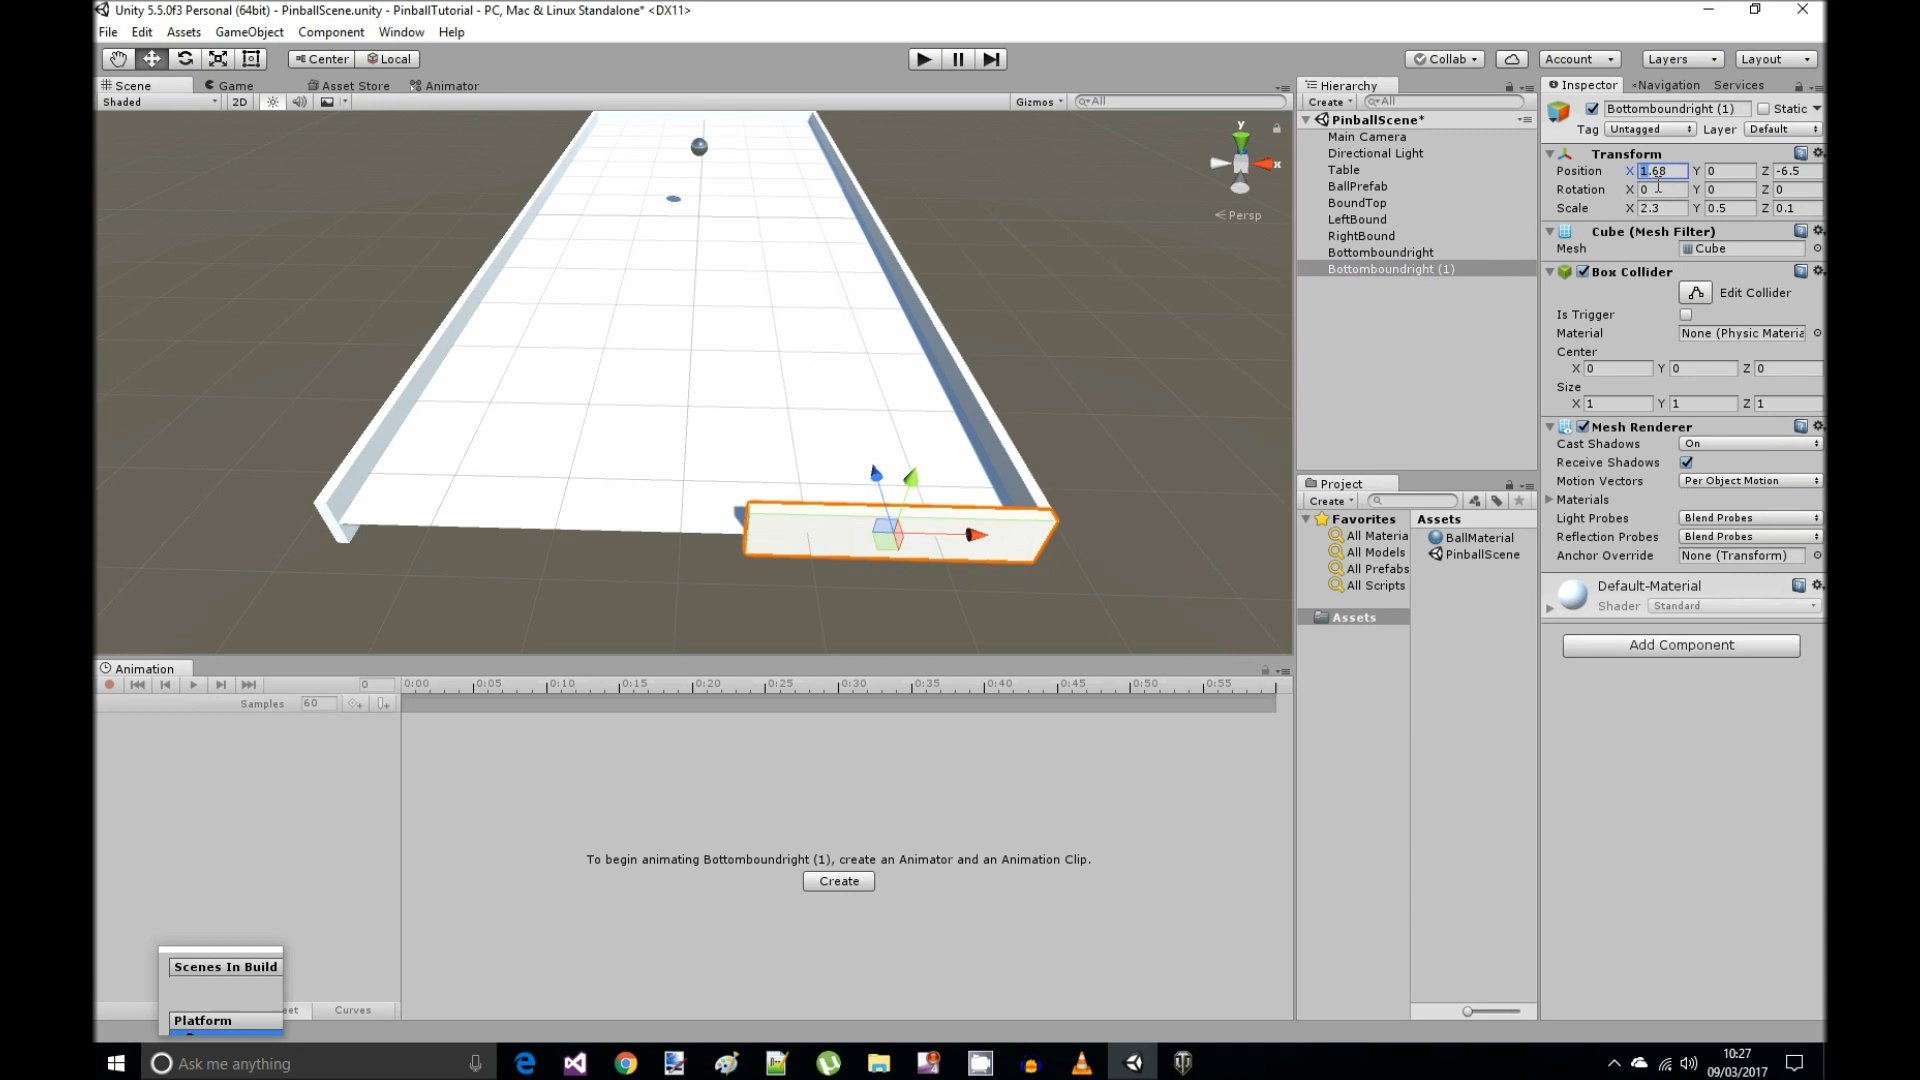 Unity 5.5.0f3 Personal (64bit) - PinballScene.unity - PinballTutorial - PC, Mac & Linux Standalone* <DX11>
File Edit Assets GameObject Component Window Help
Center Local Collab Account Layers Layout
Scene Game Asset Store Animator
Shaded 2D Gizmos All
y
x
Persp
Hierarchy
Create All
PinballScene*
Main Camera
Directional Light
Table
BallPrefab
BoundTop
LeftBound
RightBound
Bottomboundright
Bottomboundright (1)
Project
Create
Favorites
All Materia
All Models
All Prefabs
All Scripts
Assets
Assets
BallMaterial
PinballScene
Inspector Navigation Services
Bottomboundright (1) Static
Tag Untagged Layer Default
Transform
Position X 1.68 Y 0 Z -6.5
Rotation X 0 Y 0 Z 0
Scale X 2.3 Y 0.5 Z 0.1
Cube (Mesh Filter)
Mesh Cube
Box Collider
Edit Collider
Is Trigger
Material None (Physic Materia
Center
X 0 Y 0 Z 0
Size
X 1 Y 1 Z 1
Mesh Renderer
Cast Shadows On
Receive Shadows
Motion Vectors Per Object Motion
Materials
Light Probes Blend Probes
Reflection Probes Blend Probes
Anchor Override None (Transform)
Default-Material
Shader Standard
Add Component
Animation
0 0:00 0:05 0:10 0:15 0:20 0:25 0:30 0:35 0:40 0:45 0:50 0:55
Samples 60
To begin animating Bottomboundright (1), create an Animator and an Animation Clip.
Create
Scenes In Build
Platform
eet Curves
Ask me anything
10:27
09/03/2017